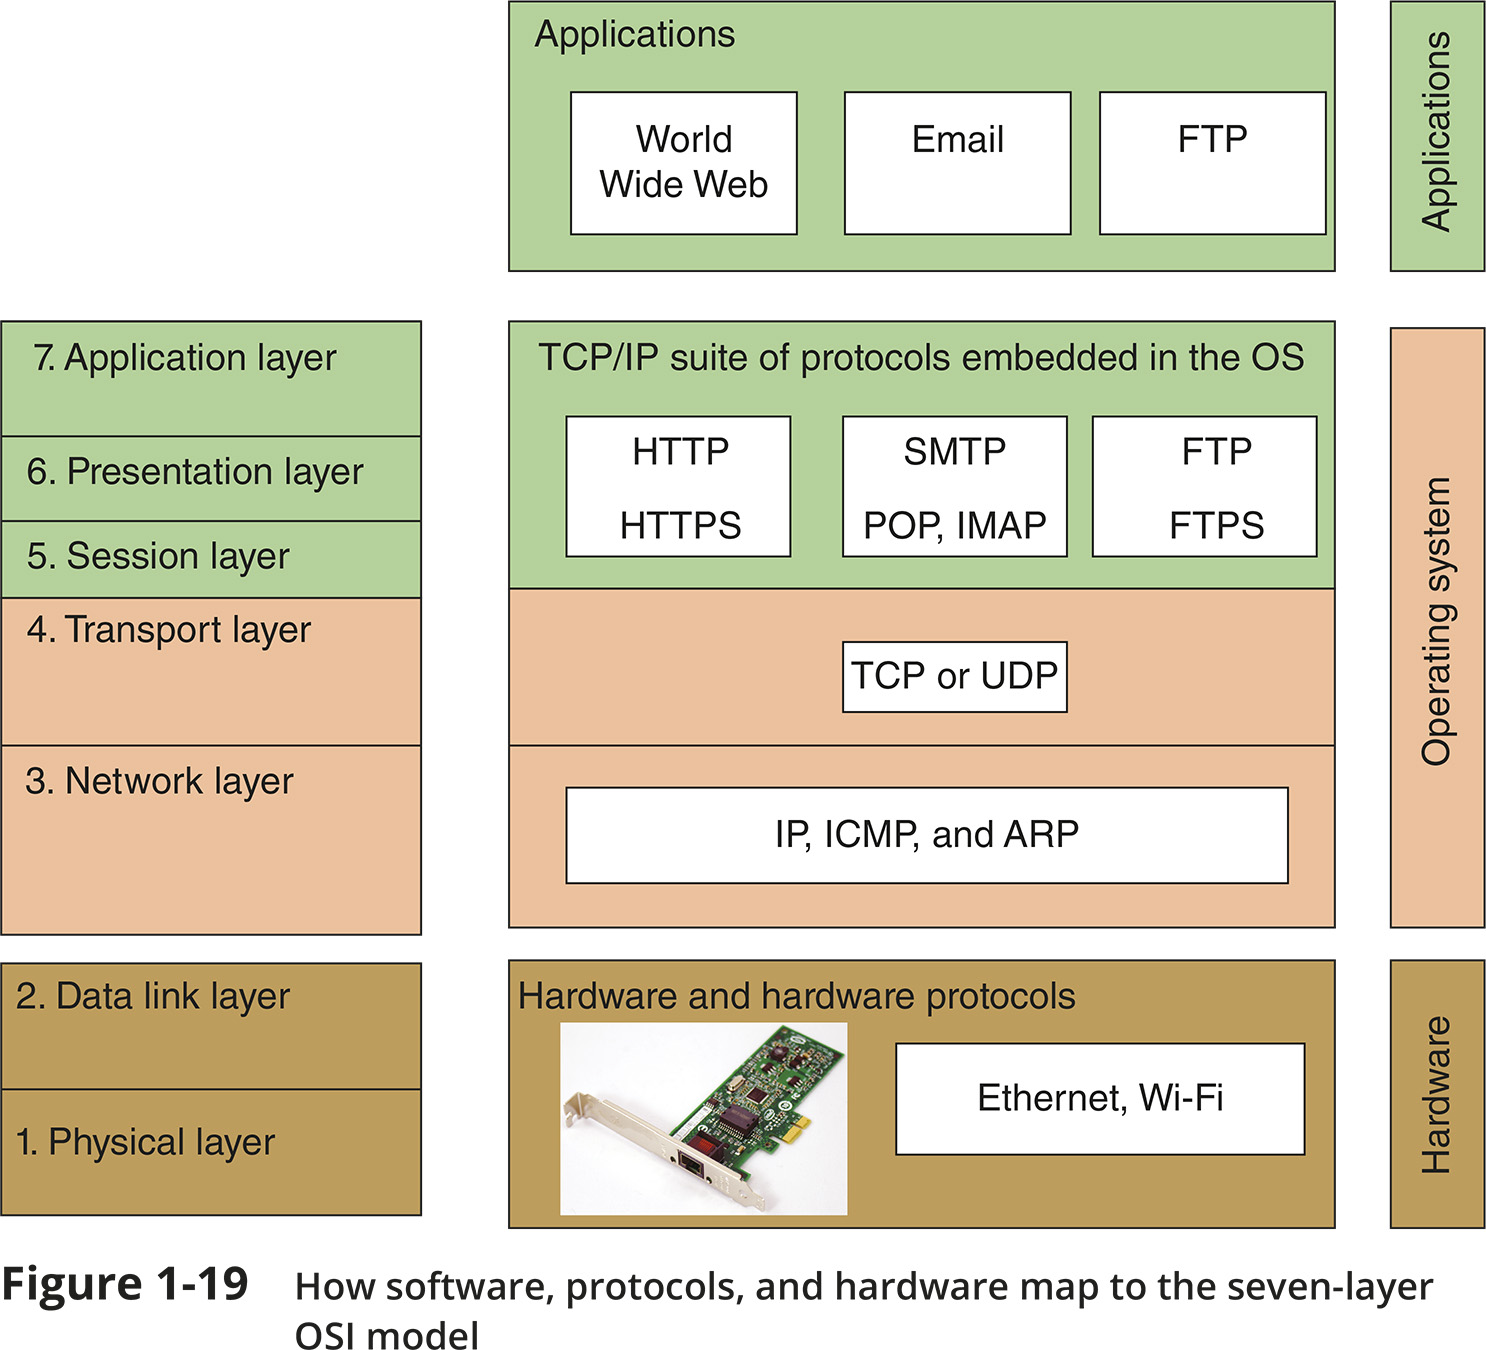 Applications
World
Wide Web
Email
FTP
Applications
7. Application layer
6. Presentation layer
5. Session layer
4. Transport layer
3. Network layer
TCP/IP suite of protocols embedded in the OS
HTTP
HTTPS
SMTP
POP, IMAP
FTP
FTPS
TCP or UDP
IP, ICMP, and ARP
Operating system
2. Data link layer
1. Physical layer
Hardware and hardware protocols
Ethernet, Wi-Fi
Hardware
Figure 1-19 How software, protocols, and hardware map to the seven-layer
OSI model